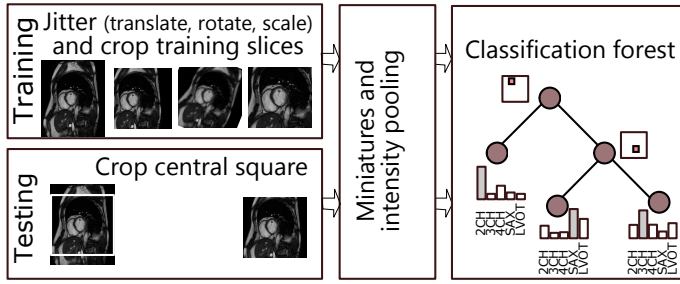 Training
Jitter (translate, rotate, scale)
and crop training slices
Testing
Crop central square
Miniatures and
intensity pooling
Classification forest
2CH
3CH
4CH
SAX
LVOT
2CH
3CH
4CH
SAX
LVOT
2CH
3CH
4CH
SAX
LVOT